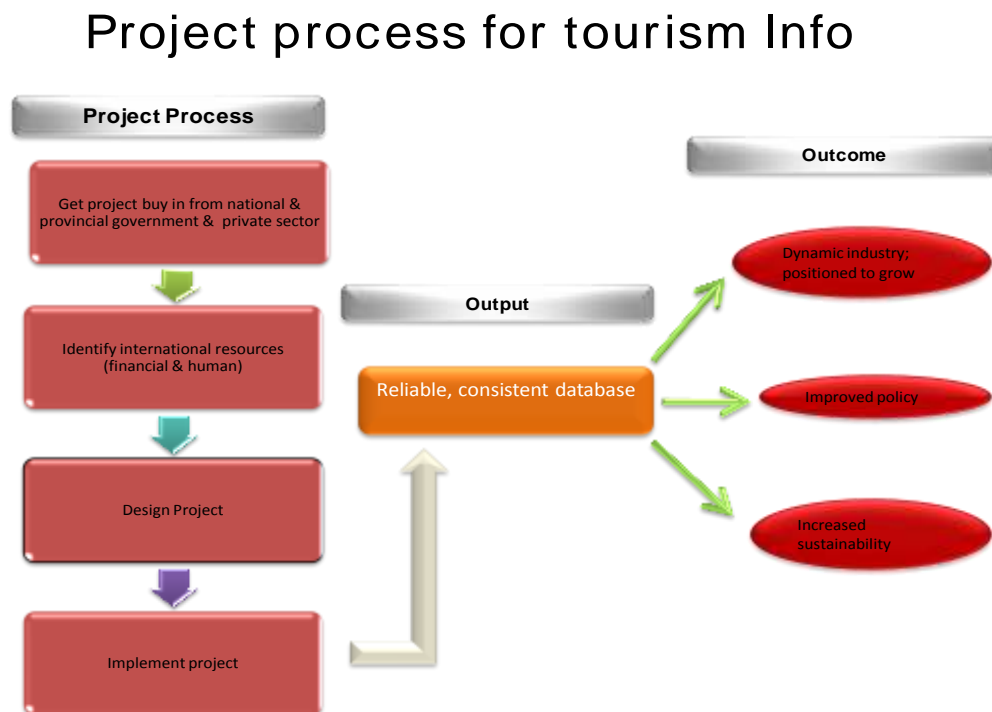 Project process for tourism Info
Project Process
Get project buy in from national &
provincial government & private sector
Identify international resources
(financial & human)
Design Project
Implement project
Output
Reliable, consistent database
Outcome
Dynamic industry;
positioned to grow
Improved policy
Increased
sustainability